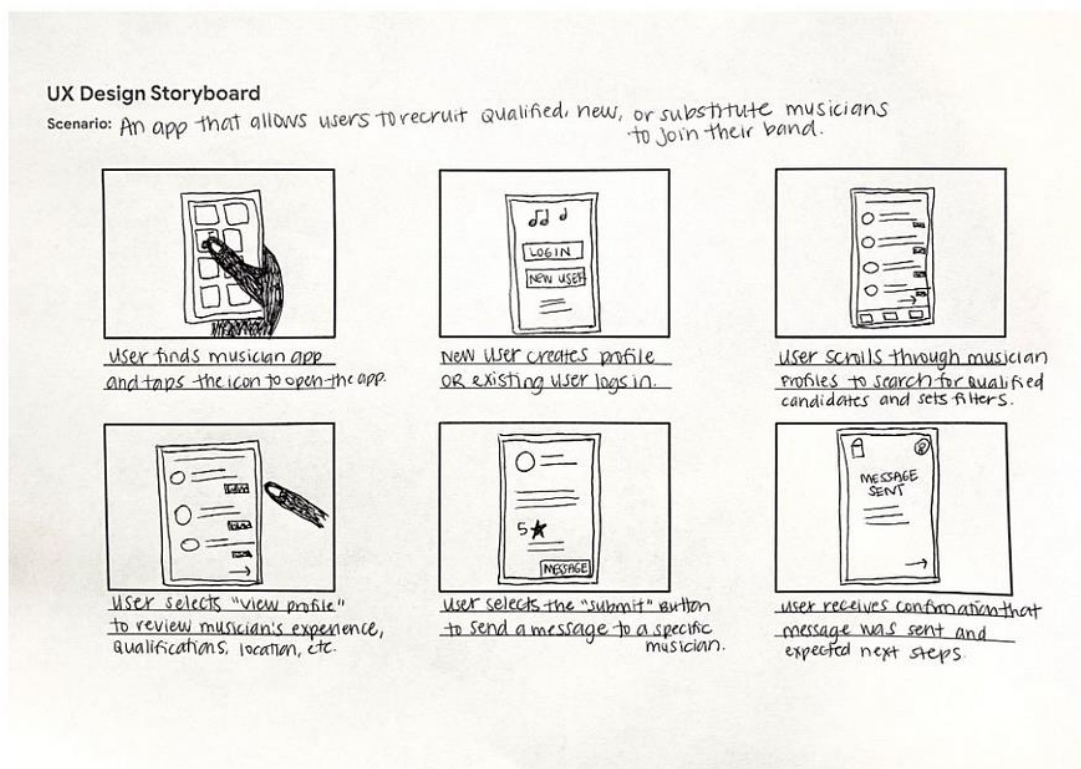 UX Design Storyboard
Scenario: An app that allows users to recruit qualified, new, or substitute musicians
to join their band.
LOGIN
NEW USER
User finds musician app
and taps the icon to open the app.
New user creates profile
OR existing user logs in.
User scrolls through musician
profiles to search for qualified
candidates and sets filters.
5
MESSAGE
MESSAGE
SENT
User selects "view profile"
to review musician's experience,
qualifications, location, etc.
User selects the "submit" button
to send a message to a specific
musician.
User receives confirmation that
message was sent and
expected next steps.